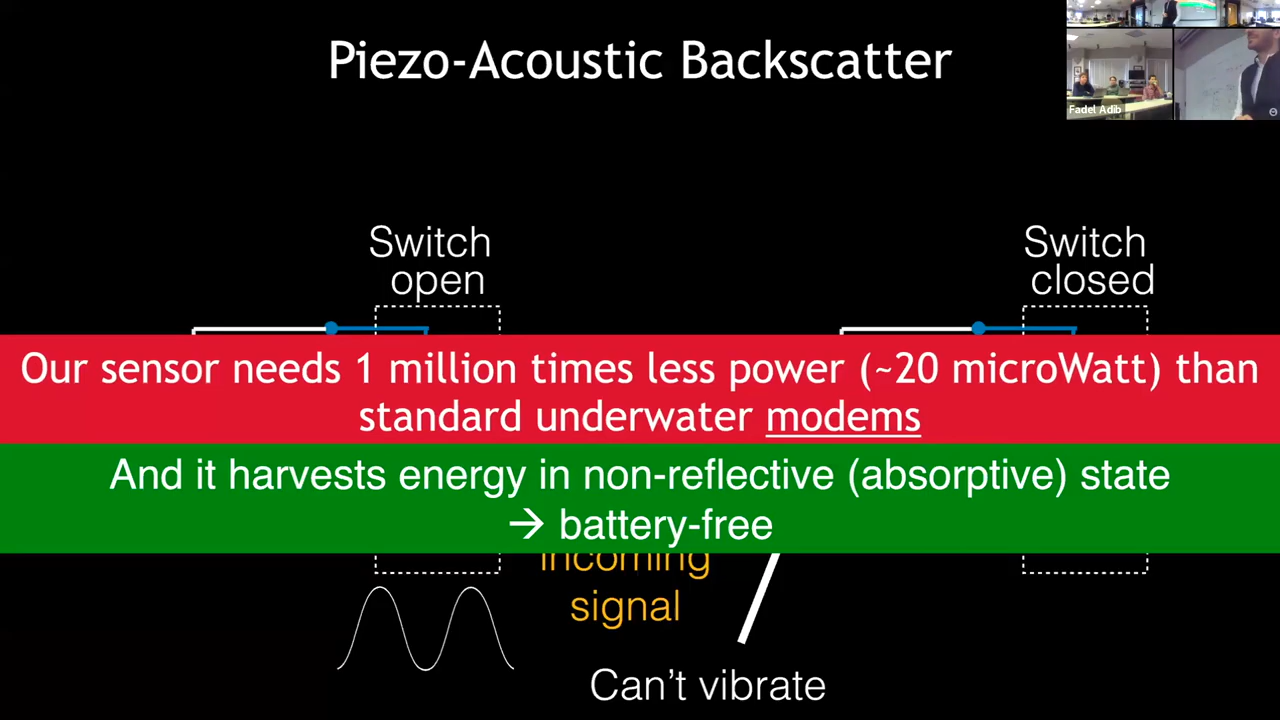 Piezo-Acoustic Backscatter
Fadel Adib
Switch
open
Switch
closed
Our sensor needs 1 million times less power (~20 microWatt) than
standard underwater modems
And it harvests energy in non-reflective (absorptive) state
→ battery-free
incoming
signal
Can't vibrate